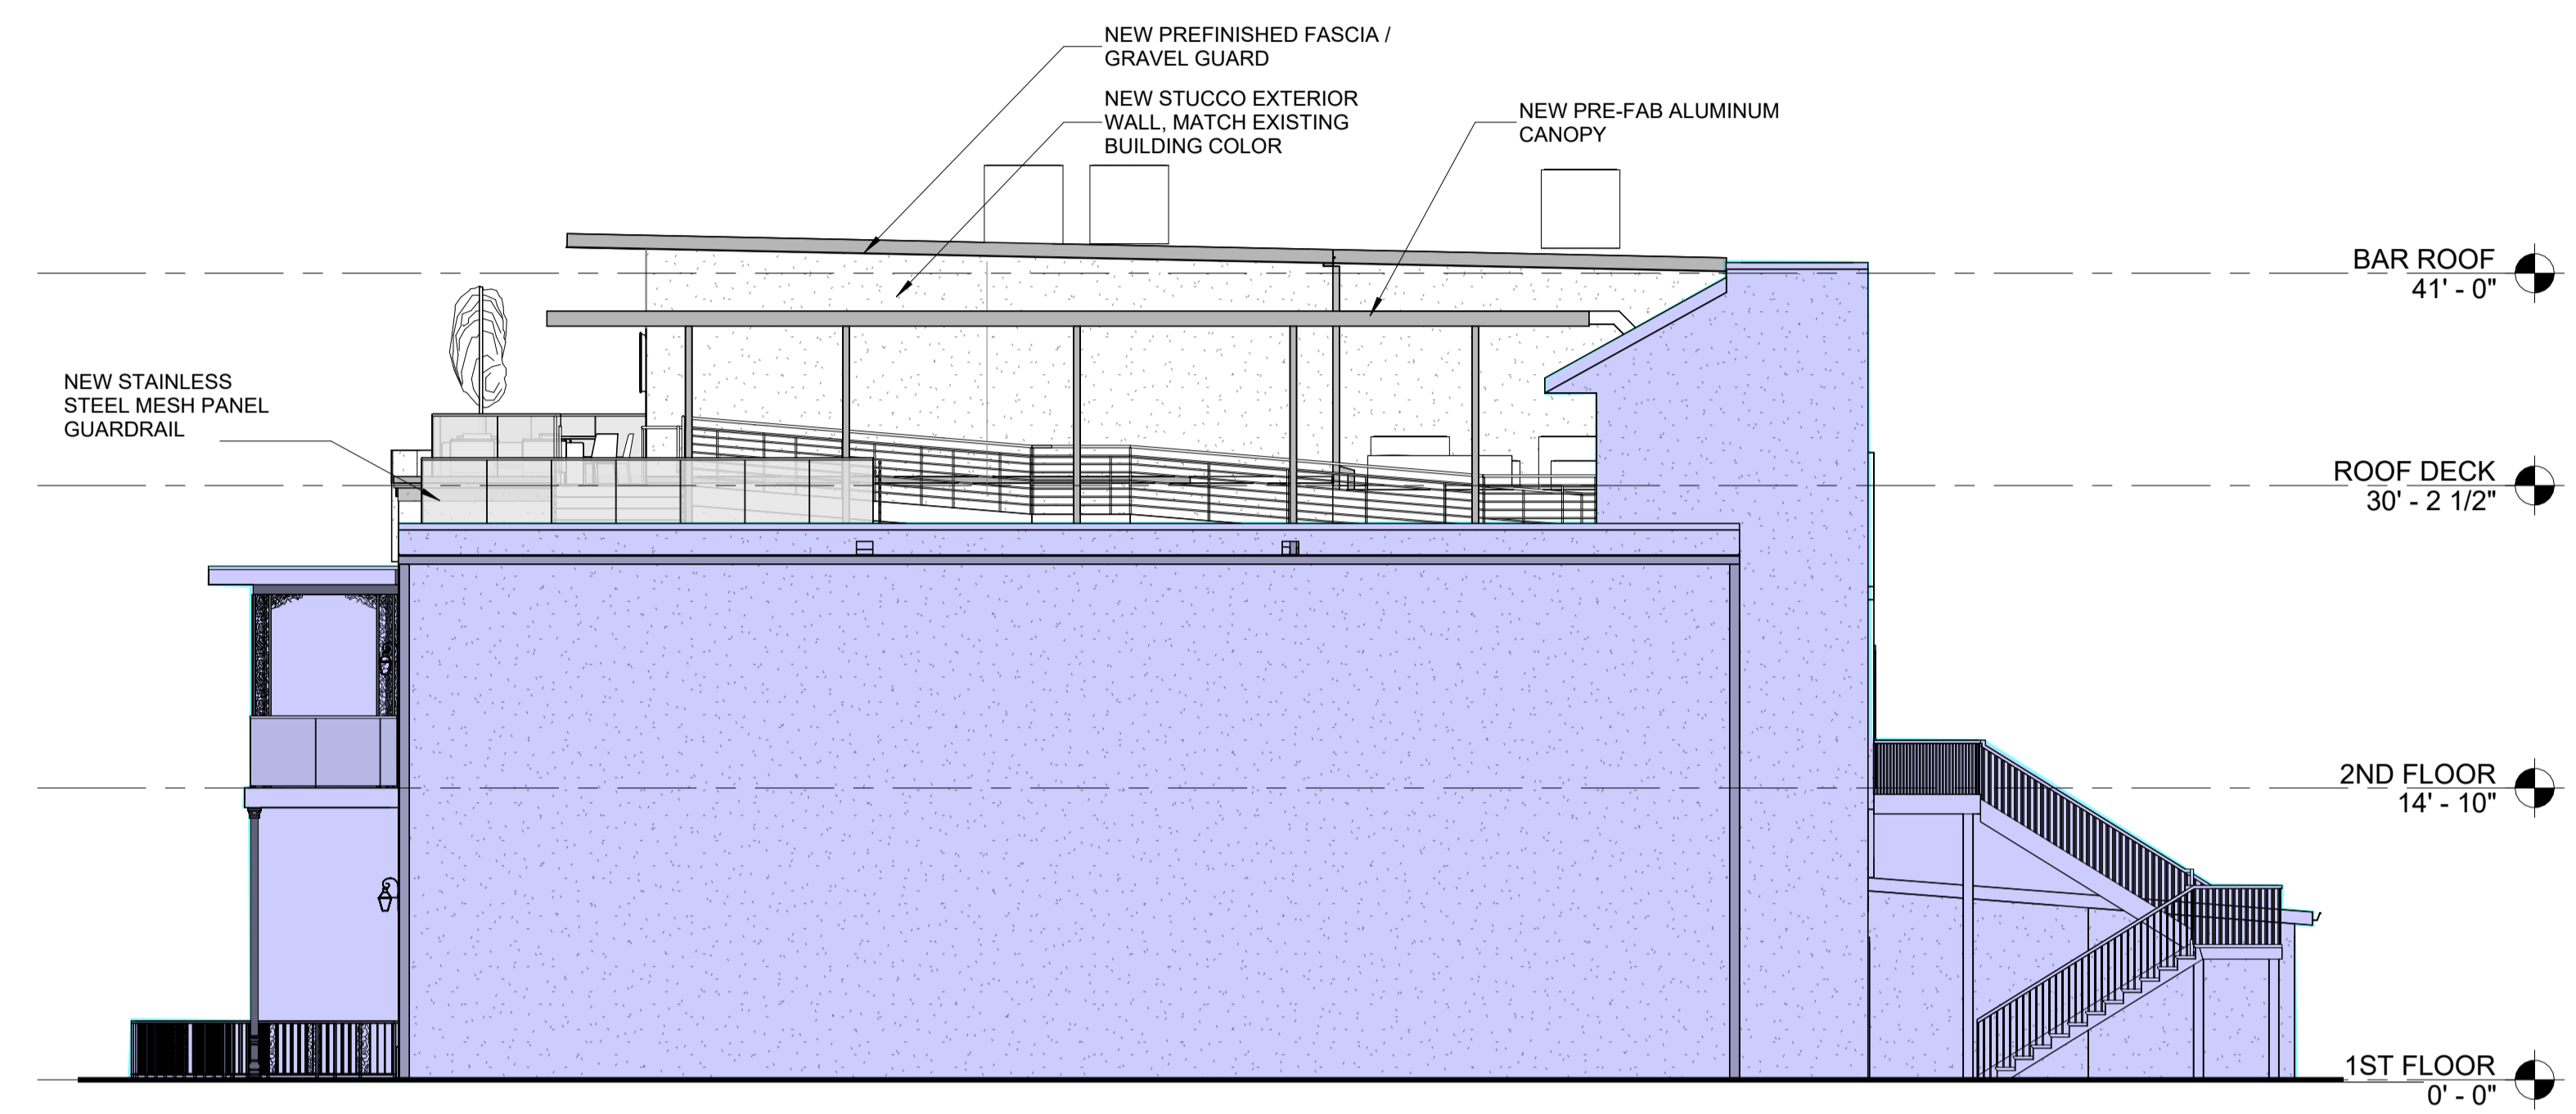 NEW PREFINISHED FASCIA /
GRAVEL GUARD
NEW STUCCO EXTERIOR
WALL, MATCH EXISTING
BUILDING COLOR
NEW PRE-FAB ALUMINUM
CANOPY
NEW STAINLESS
STEEL MESH PANEL
GUARDRAIL
BAR ROOF
41' - 0"
ROOF DECK
30' - 2 1/2"
2ND FLOOR
14' - 10"
1ST FLOOR
0' - 0"